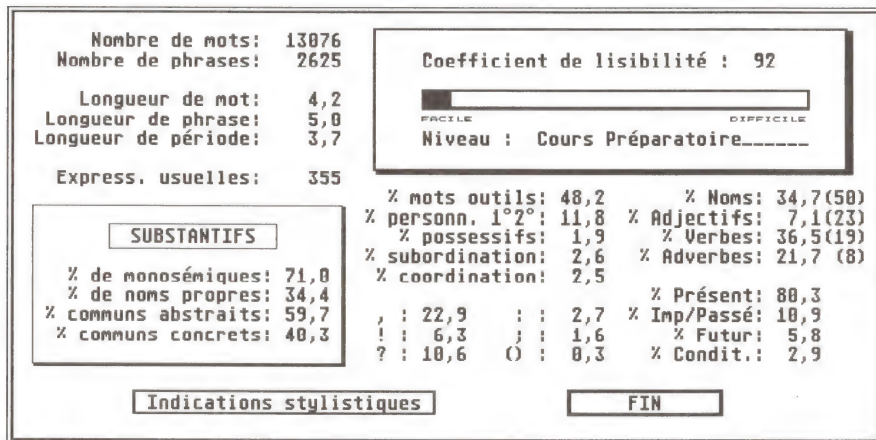 Nombre de mots: 13076
Nombre de phrases: 2625
Longueur de mot: 4,2
Longueur de phrase: 5,0
Longueur de période: 3,7
Express. usuelles: 355
Coefficient de lisibilité : 92
FACILE DIFFICILE
Niveau : Cours Préparatoire______
SUBSTANTIFS
% de monosémiques: 71,0
% de noms propres: 34,4
% communs abstraits: 59,7
% communs concrets: 40,3
% mots outils: 48,2
% personn. 1°2°: 11,8
% possessifs: 1,9
% subordination: 2,6
% coordination: 2,5
, : 22,9 : : 2,7
! : 6,3 ; : 1,6
? : 10,6 () : 0,3
% Noms: 34,7(50)
% Adjectifs: 7,1(23)
% Verbes: 36,5(19)
% Adverbes: 21,7 (8)
% Présent: 80,3
% Imp/Passé: 10,9
% Futur: 5,8
% Condit.: 2,9
Indications stylistiques
FIN